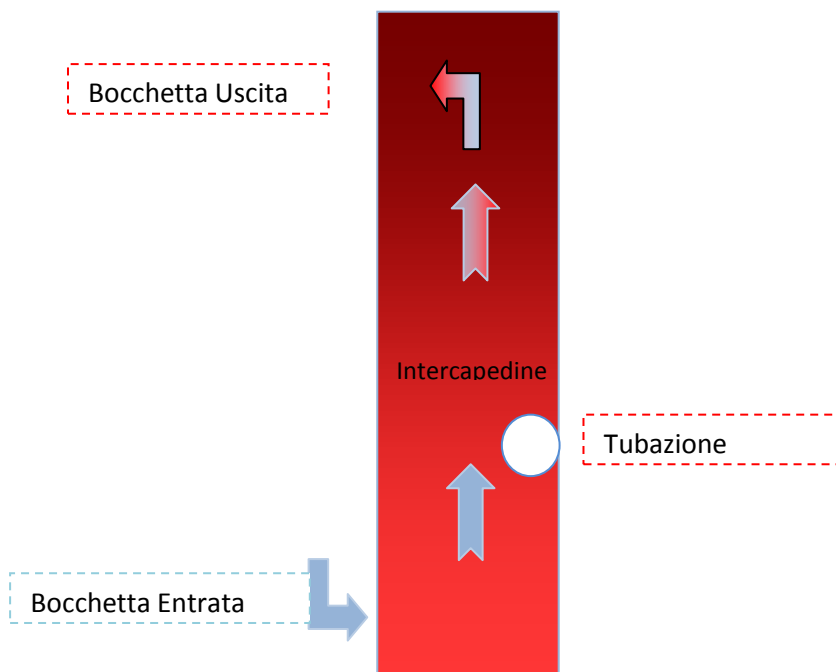 Bocchetta Uscita
Intercapedine
Tubazione
Bocchetta Entrata